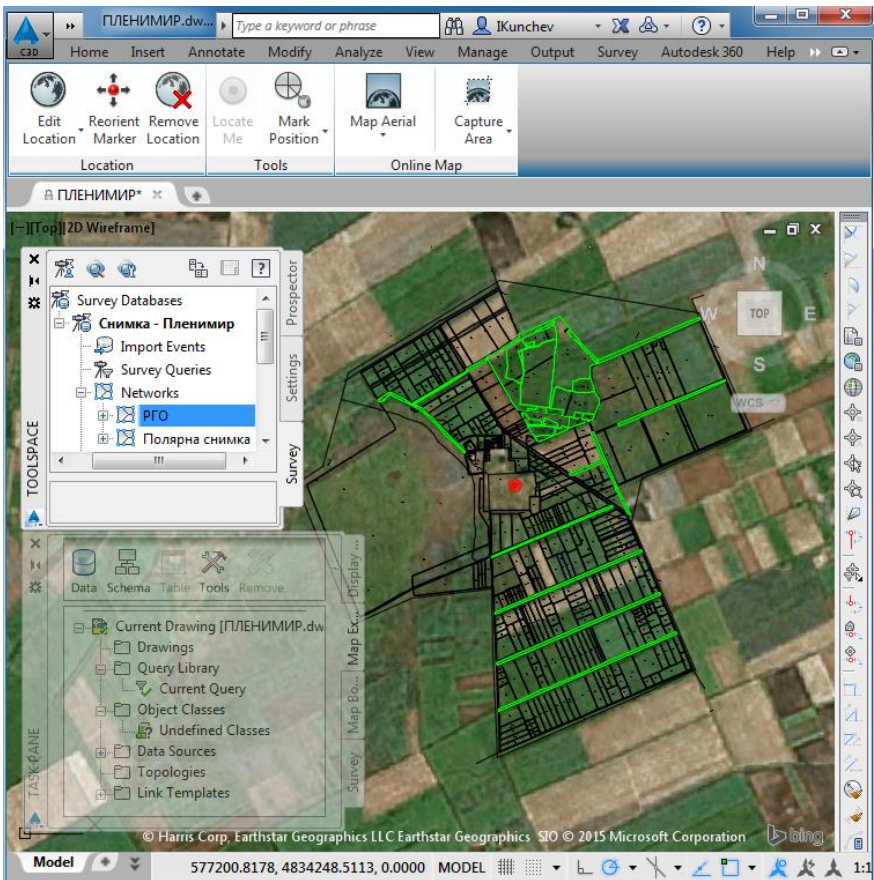 ПЛЕНИМИР.dw...
Type a keyword or phrase
IKunchev
C3D
Home Insert Annotate Modify Analyze View Manage Output Survey Autodesk 360 Help
Edit Location
Reorient Marker
Remove Location
Locate Me
Mark Position
Map Aerial
Capture Area
Location Tools Online Map
ПЛЕНИМИР*
[−][Top][2D Wireframe]
N
W TOP E
S
WCS
Survey Databases
Снимка - Пленимир
Import Events
Survey Queries
Networks
РГО
Полярна снимка
Prospector
Settings
Survey
TOOLSPACE
Data Schema Table Tools Remove
Current Drawing [ПЛЕНИМИР.dw
Drawings
Query Library
Current Query
Object Classes
Undefined Classes
Data Sources
Topologies
Link Templates
Display ...
Map Ex...
Map Bo...
Survey
TASK PANE
© Harris Corp, Earthstar Geographics LLC Earthstar Geographics SIO © 2015 Microsoft Corporation
bing
Model
577200.8178, 4834248.5113, 0.0000 MODEL
1:1